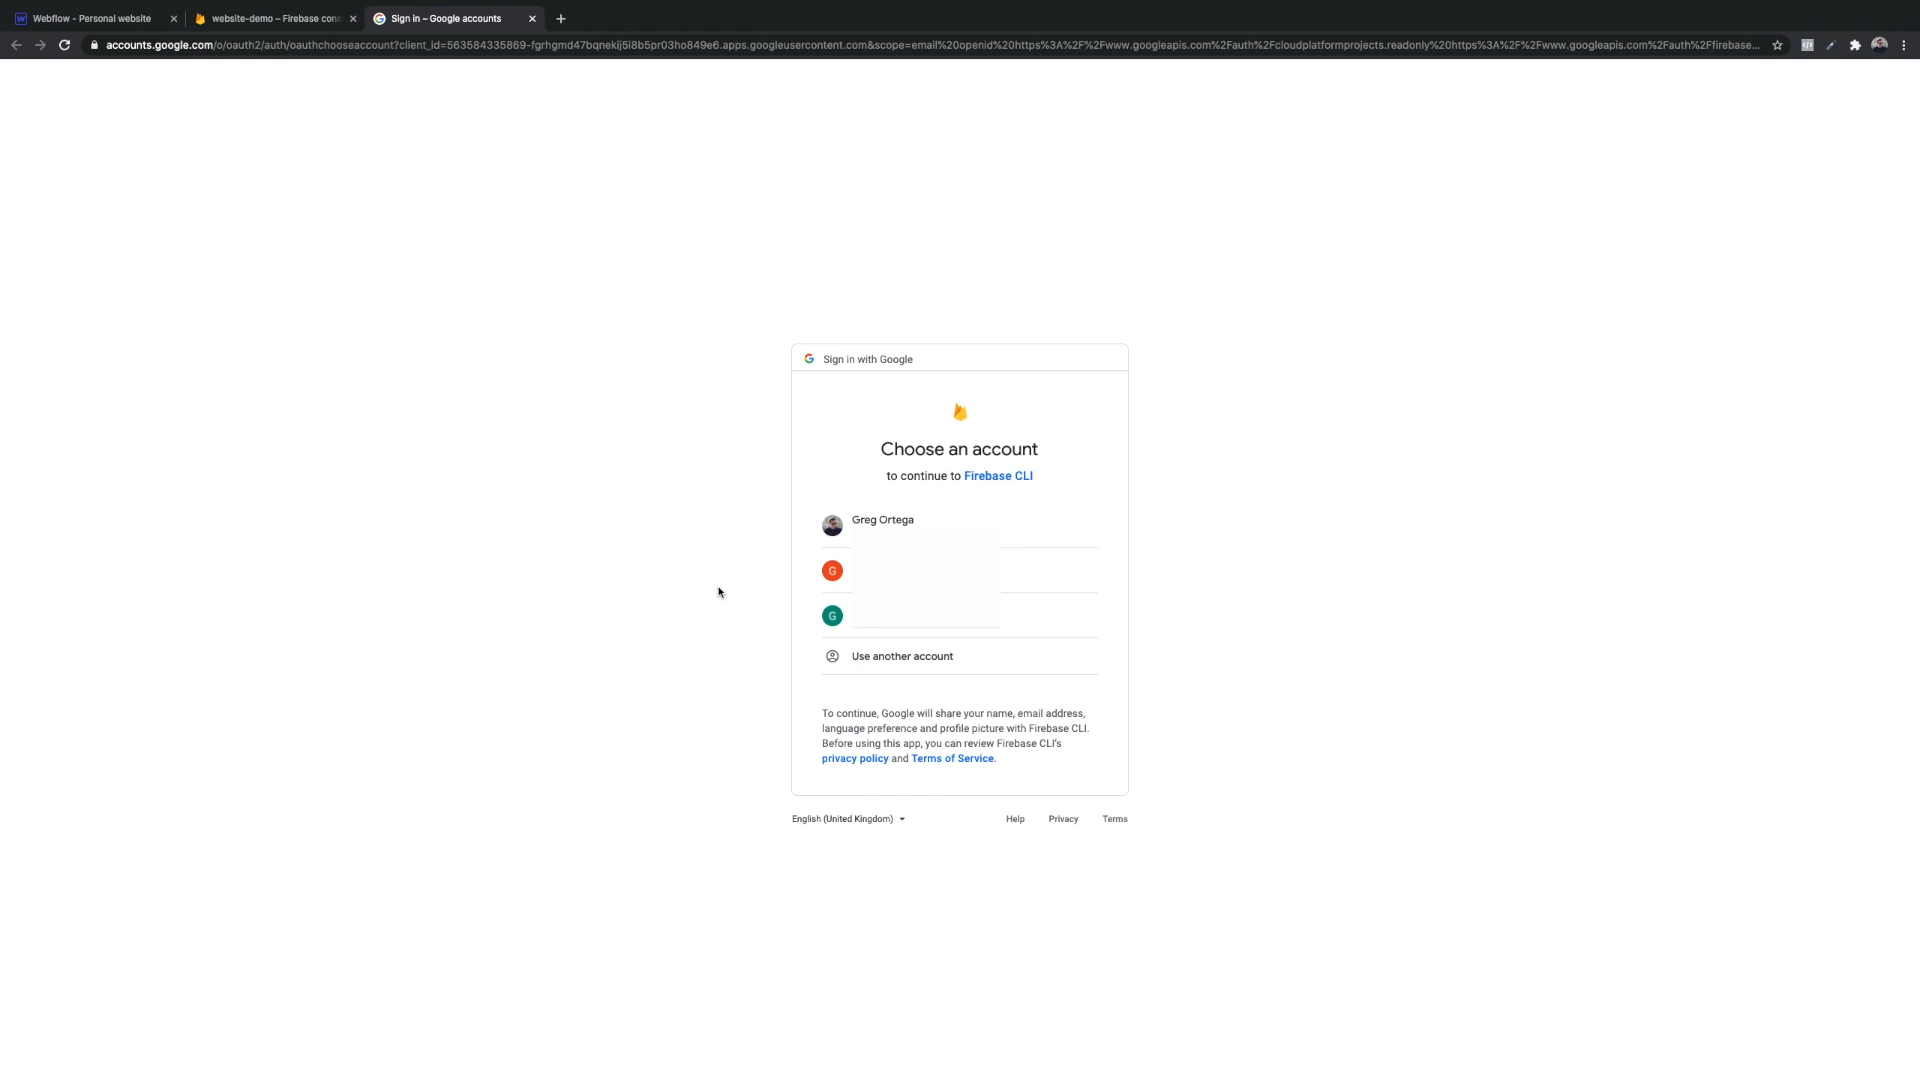 Webflow - Personal website
website-demo – Firebase cons
Sign in – Google accounts
accounts.google.com/o/oauth2/auth/oauthchooseaccount?client_id=563584335869-fgrhgmd47bqnekij5i8b5pr03ho849e6.apps.googleusercontent.com&scope=email%20openid%20https%3A%2F%2Fwww.googleapis.com%2Fauth%2Fcloudplatformprojects.readonly%20https%3A%2F%2Fwww.googleapis.com%2Fauth%2Ffirebase...
Sign in with Google
Choose an account
to continue to Firebase CLI
Greg Ortega
G
G
Use another account
To continue, Google will share your name, email address,
language preference and profile picture with Firebase CLI.
Before using this app, you can review Firebase CLI's
privacy policy and Terms of Service.
English (United Kingdom)
Help
Privacy
Terms